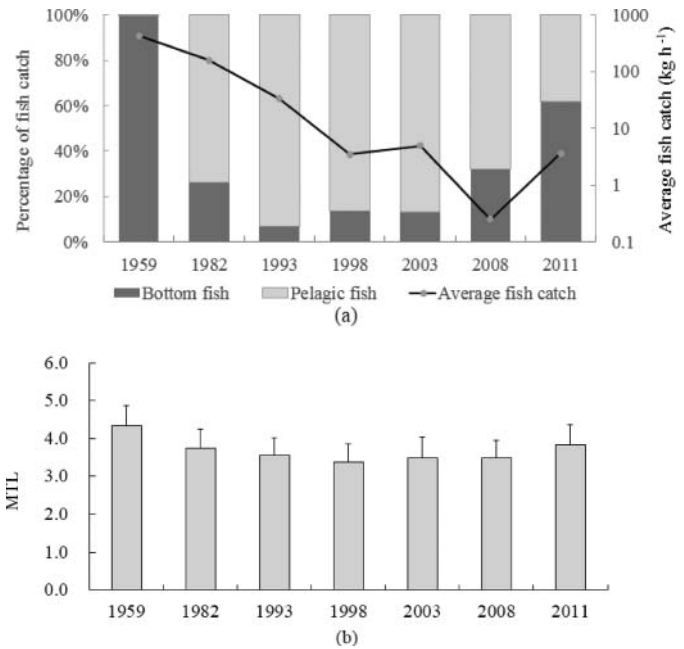 100%
80%
60%
40%
20%
0%
Percentage of fish catch
1000
100
10
1
0.1
Average fish catch (kg h⁻¹)
1959 1982 1993 1998 2003 2008 2011
Bottom fish Pelagic fish Average fish catch
(a)
6.0
5.0
4.0
3.0
2.0
1.0
0.0
MTL
1959 1982 1993 1998 2003 2008 2011
(b)